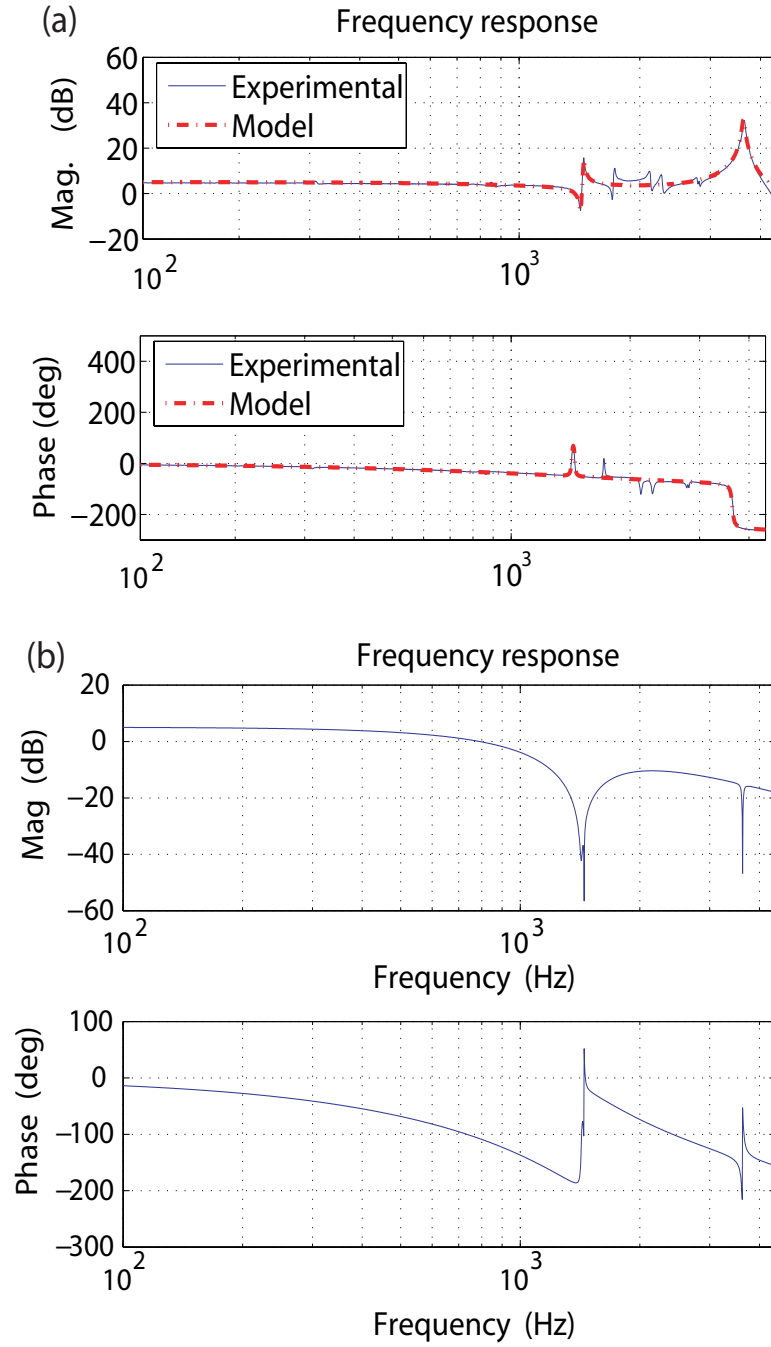 (a)
Frequency response
60
40
20
0
−20
Mag. (dB)
Experimental
Model
10^2
10^3
400
200
0
−200
Phase (deg)
Experimental
Model
10^2
10^3
(b)
Frequency response
20
0
−20
−40
−60
Mag (dB)
10^2
10^3
Frequency (Hz)
100
0
−100
−200
−300
Phase (deg)
10^2
10^3
Frequency (Hz)